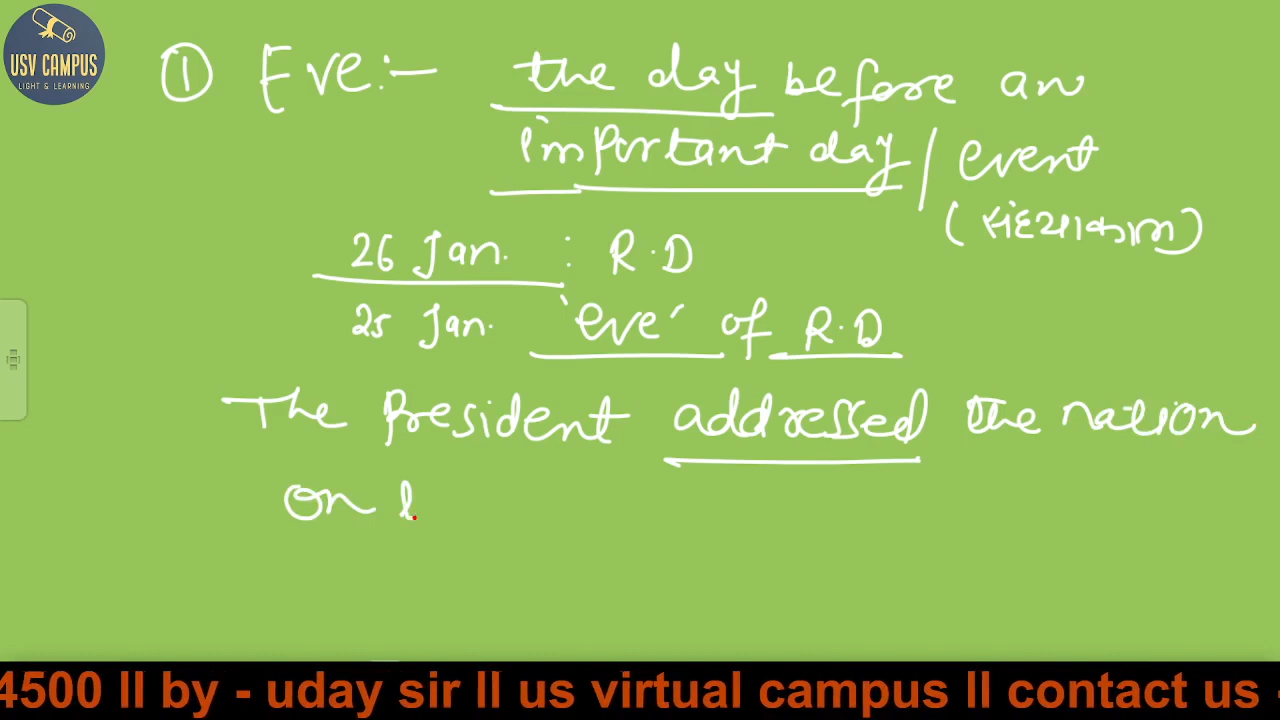 USV CAMPUS
LIGHT & LEARNING
① Eve:— the day before an
important day / event
(संध्याकाल)
26 Jan. : R.D
25 Jan. 'eve' of R.D
The President addressed the nation
on
4500 ll by - uday sir ll us virtual campus ll contact us